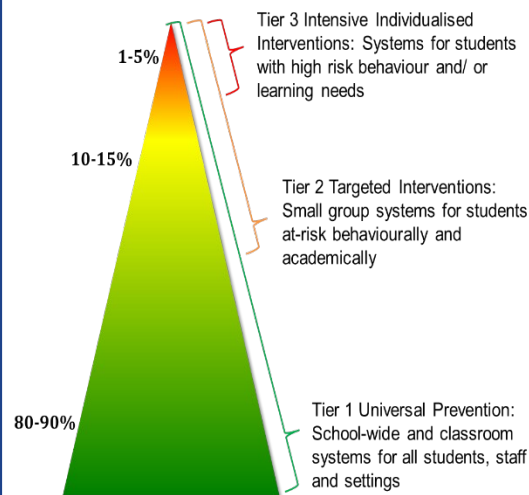 Tier 3 Intensive Individualised
Interventions: Systems for students
with high risk behaviour and/ or
learning needs
1-5%
10-15%
Tier 2 Targeted Interventions:
Small group systems for students
at-risk behaviourally and
academically
80-90%
Tier 1 Universal Prevention:
School-wide and classroom
systems for all students, staff
and settings